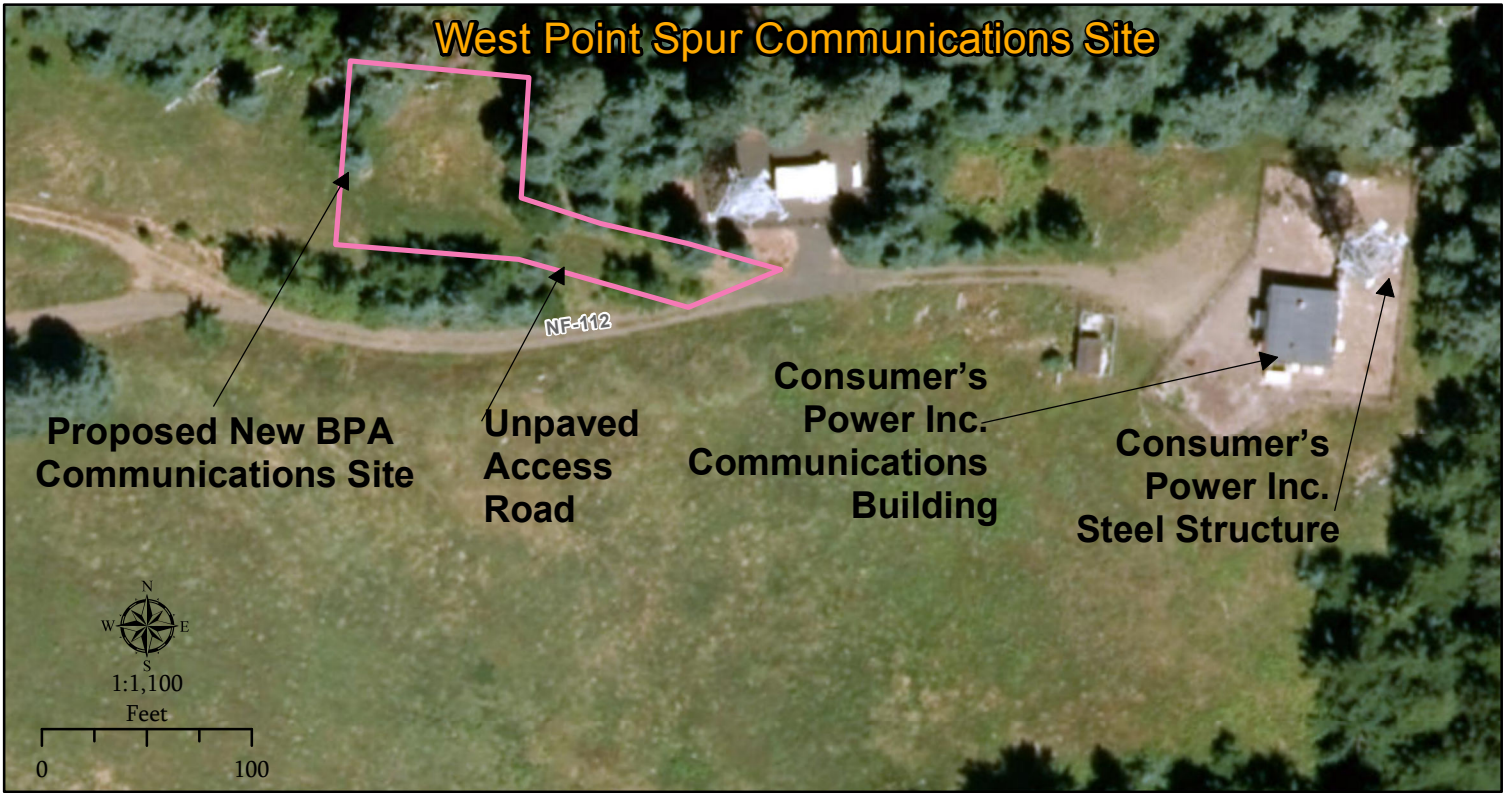 West Point Spur Communications Site
NF-112
Proposed New BPA
Communications Site
Unpaved
Access
Road
Consumer's
Power Inc.
Communications
Building
Consumer's
Power Inc.
Steel Structure
N
W E
S
1:1,100
Feet
0 100